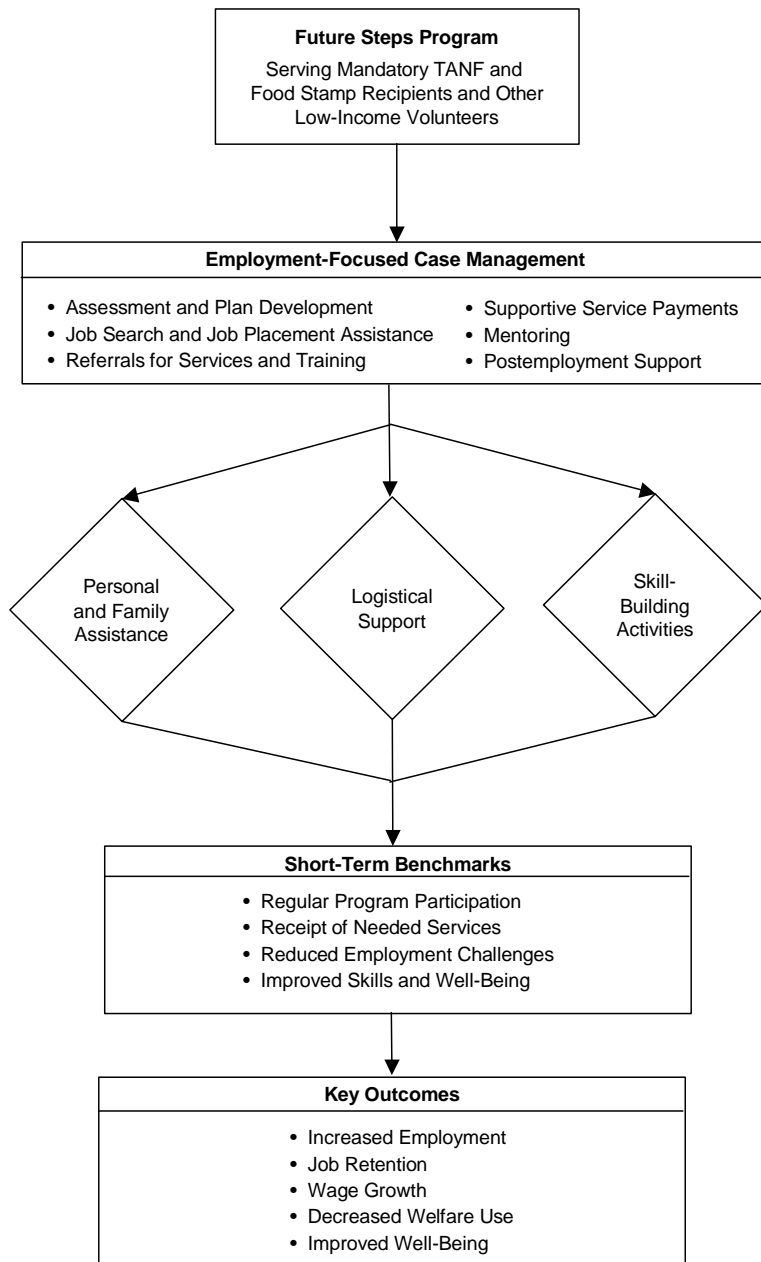 Future Steps Program
Serving Mandatory TANF and
Food Stamp Recipients and Other
Low-Income Volunteers
Employment-Focused Case Management
• Assessment and Plan Development
• Job Search and Job Placement Assistance
• Referrals for Services and Training
• Supportive Service Payments
• Mentoring
• Postemployment Support
Personal
and Family
Assistance
Logistical
Support
Skill-
Building
Activities
Short-Term Benchmarks
• Regular Program Participation
• Receipt of Needed Services
• Reduced Employment Challenges
• Improved Skills and Well-Being
Key Outcomes
• Increased Employment
• Job Retention
• Wage Growth
• Decreased Welfare Use
• Improved Well-Being